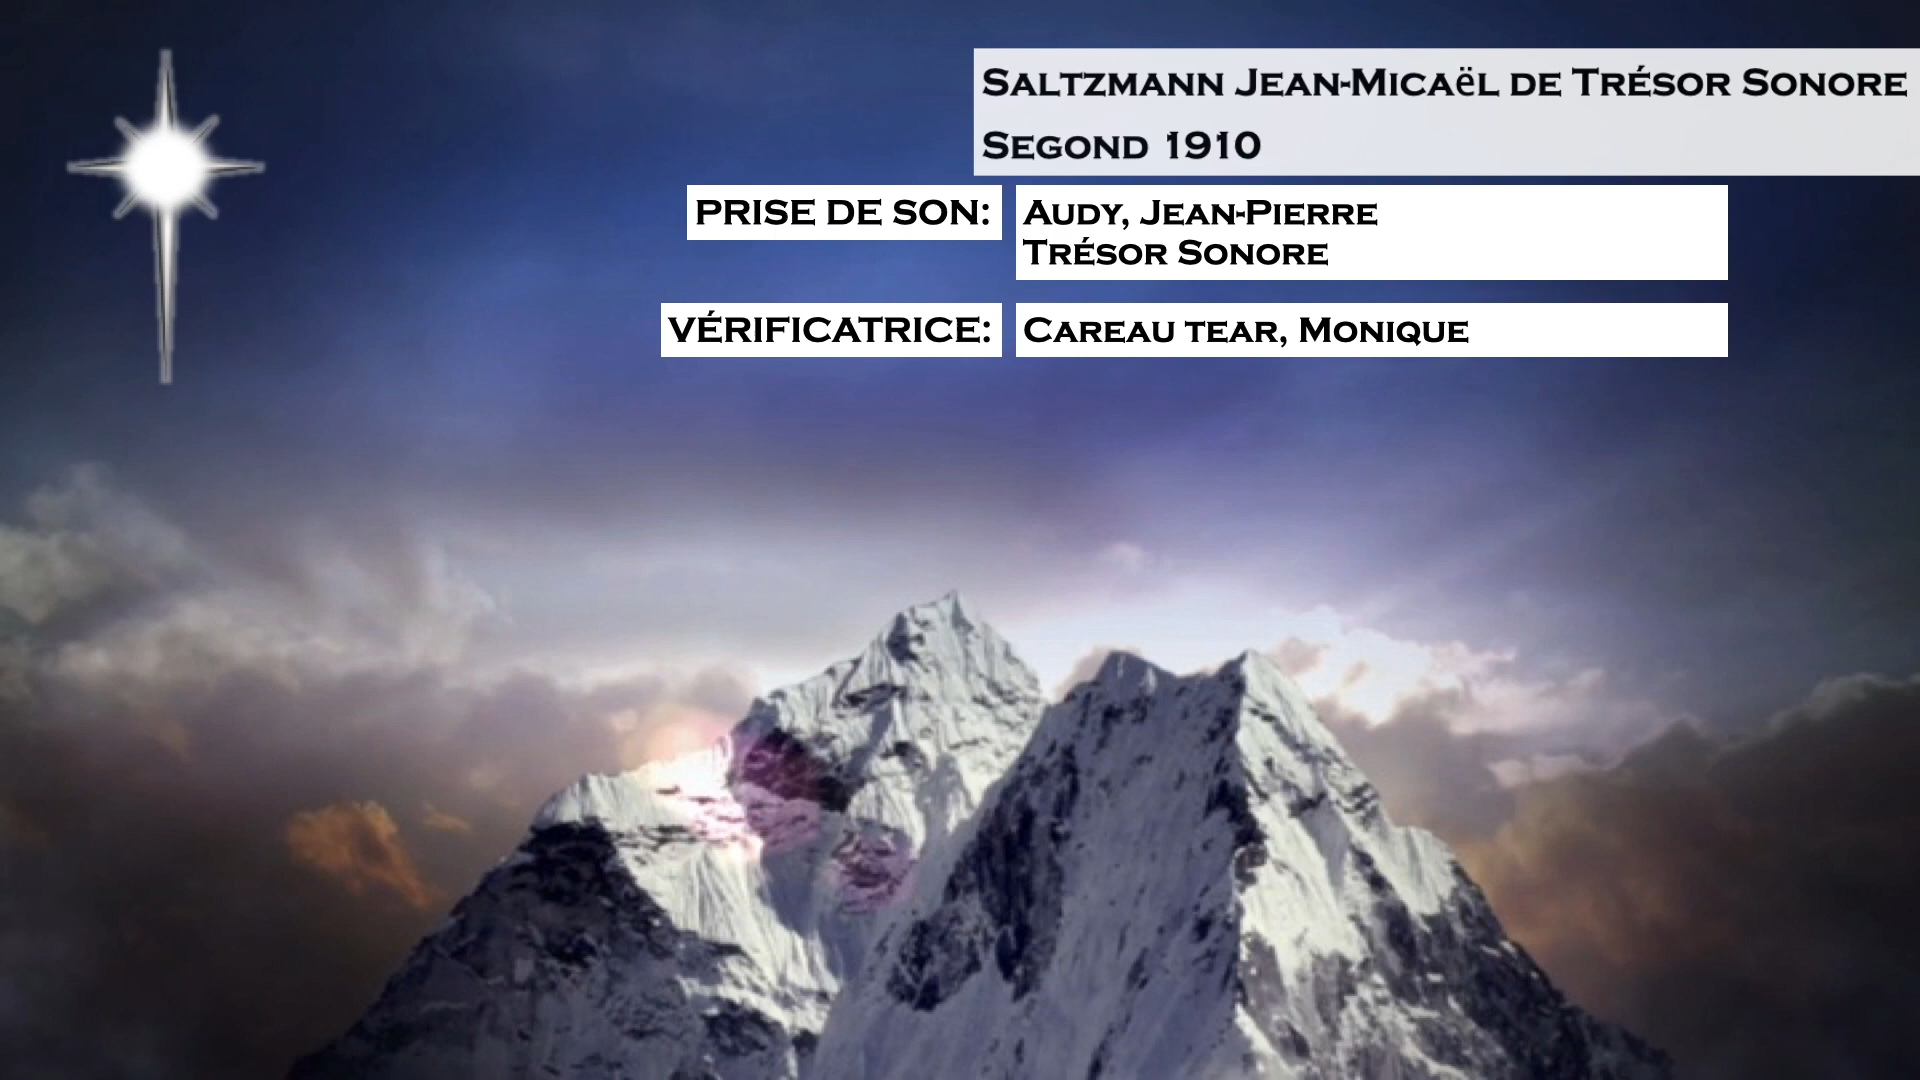 Saltzmann Jean-Micaël de Trésor Sonore
Segond 1910
PRISE DE SON: Audy, Jean-Pierre
Trésor Sonore
VÉRIFICATRICE: Careau tear, Monique